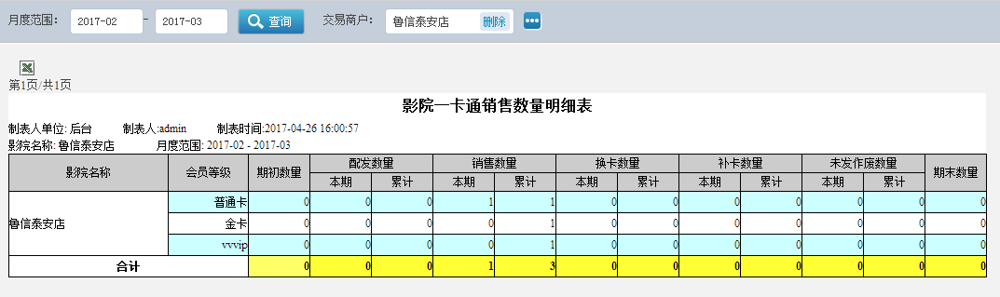 月度范围： 2017-02 - 2017-03 查询 交易商户： 鲁信泰安店 删除
第1页/共1页
影院一卡通销售数量明细表
制表人单位: 后台 制表人:admin 制表时间:2017-04-26 16:00:57
影院名称: 鲁信泰安店 月度范围: 2017-02 - 2017-03
影院名称 会员等级 期初数量 配发数量 销售数量 换卡数量 补卡数量 未发作废数量 期末数量
本期 累计 本期 累计 本期 累计 本期 累计 本期 累计
鲁信泰安店 普通卡 0 0 0 1 1 0 0 0 0 0 0 0
金卡 0 0 0 0 1 0 0 0 0 0 0 0
vvvip 0 0 0 0 1 0 0 0 0 0 0 0
合计 0 0 0 1 3 0 0 0 0 0 0 0